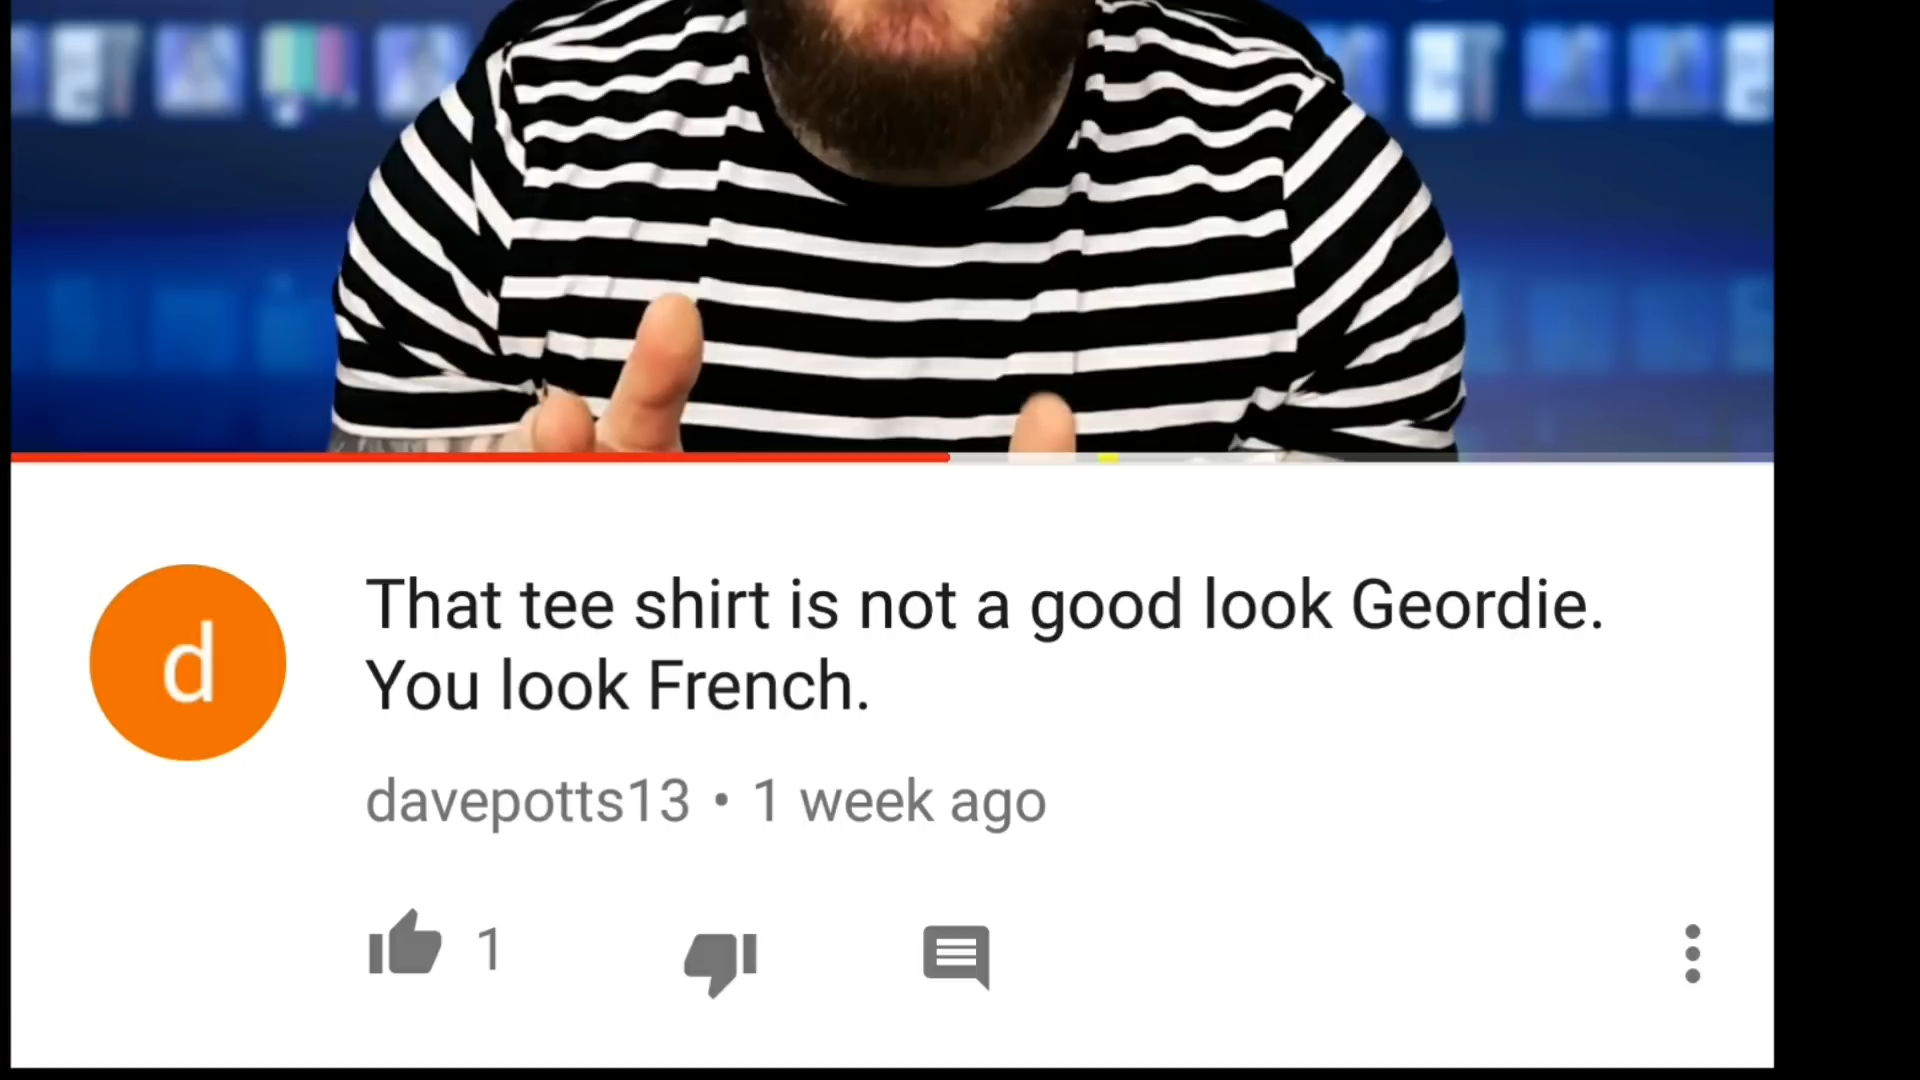 d
That tee shirt is not a good look Geordie.
You look French.
davepotts13 • 1 week ago
1